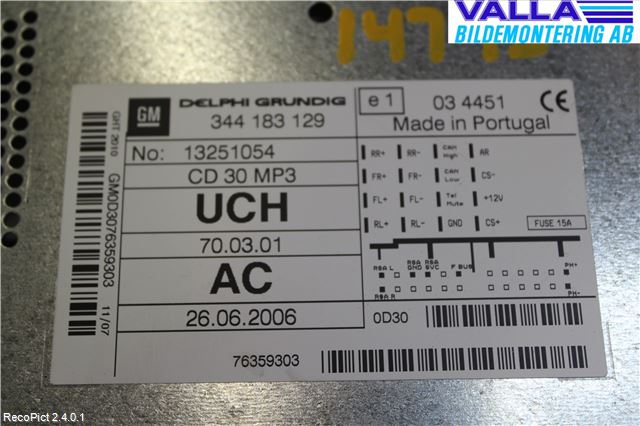 VALLA
BILDEMONTERING AB
GM
DELPHI GRUNDIG
344 183 129
e1
03 4451
CE
Made in Portugal
No: 13251054
CD 30 MP3
UCH
70.03.01
AC
26.06.2006
RR+ RR- CAN High AR
FR+ FR- CAN Low CS-
FL+ FL- Tel Mute +12V
RL+ RL- GND CS+
FUSE 15A
RSA L RSA GND RSA SVC F BUS PH+
RSA R PH-
0D30
76359303
GHT 2010
GM0D3076359303
11/07
RecoPict 2.4.0.1